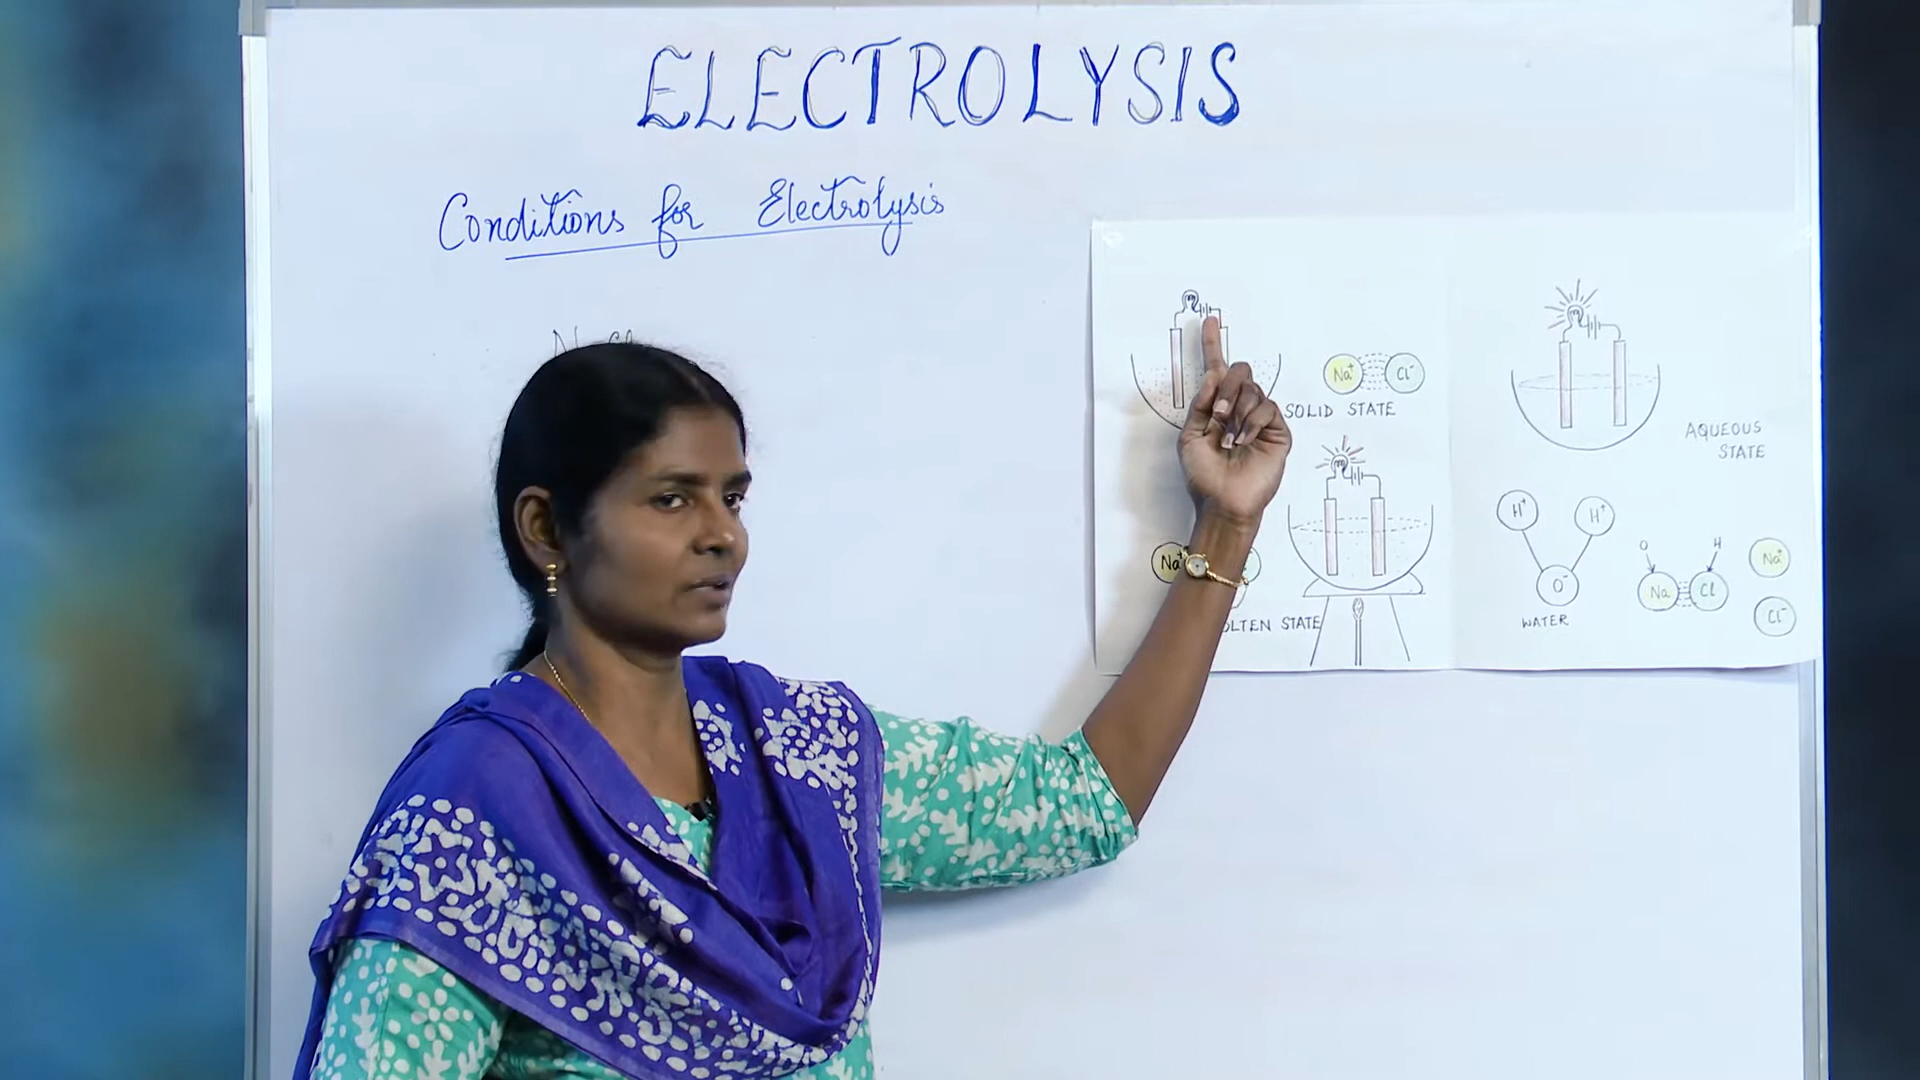 ELECTROLYSIS
Conditions for Electrolysis
Na⁺ Cl⁻
SOLID STATE
AQUEOUS
STATE
Na⁺
OLTEN STATE
H⁺ H⁺
O⁻
WATER
O H
Na Cl
Na⁺
Cl⁻